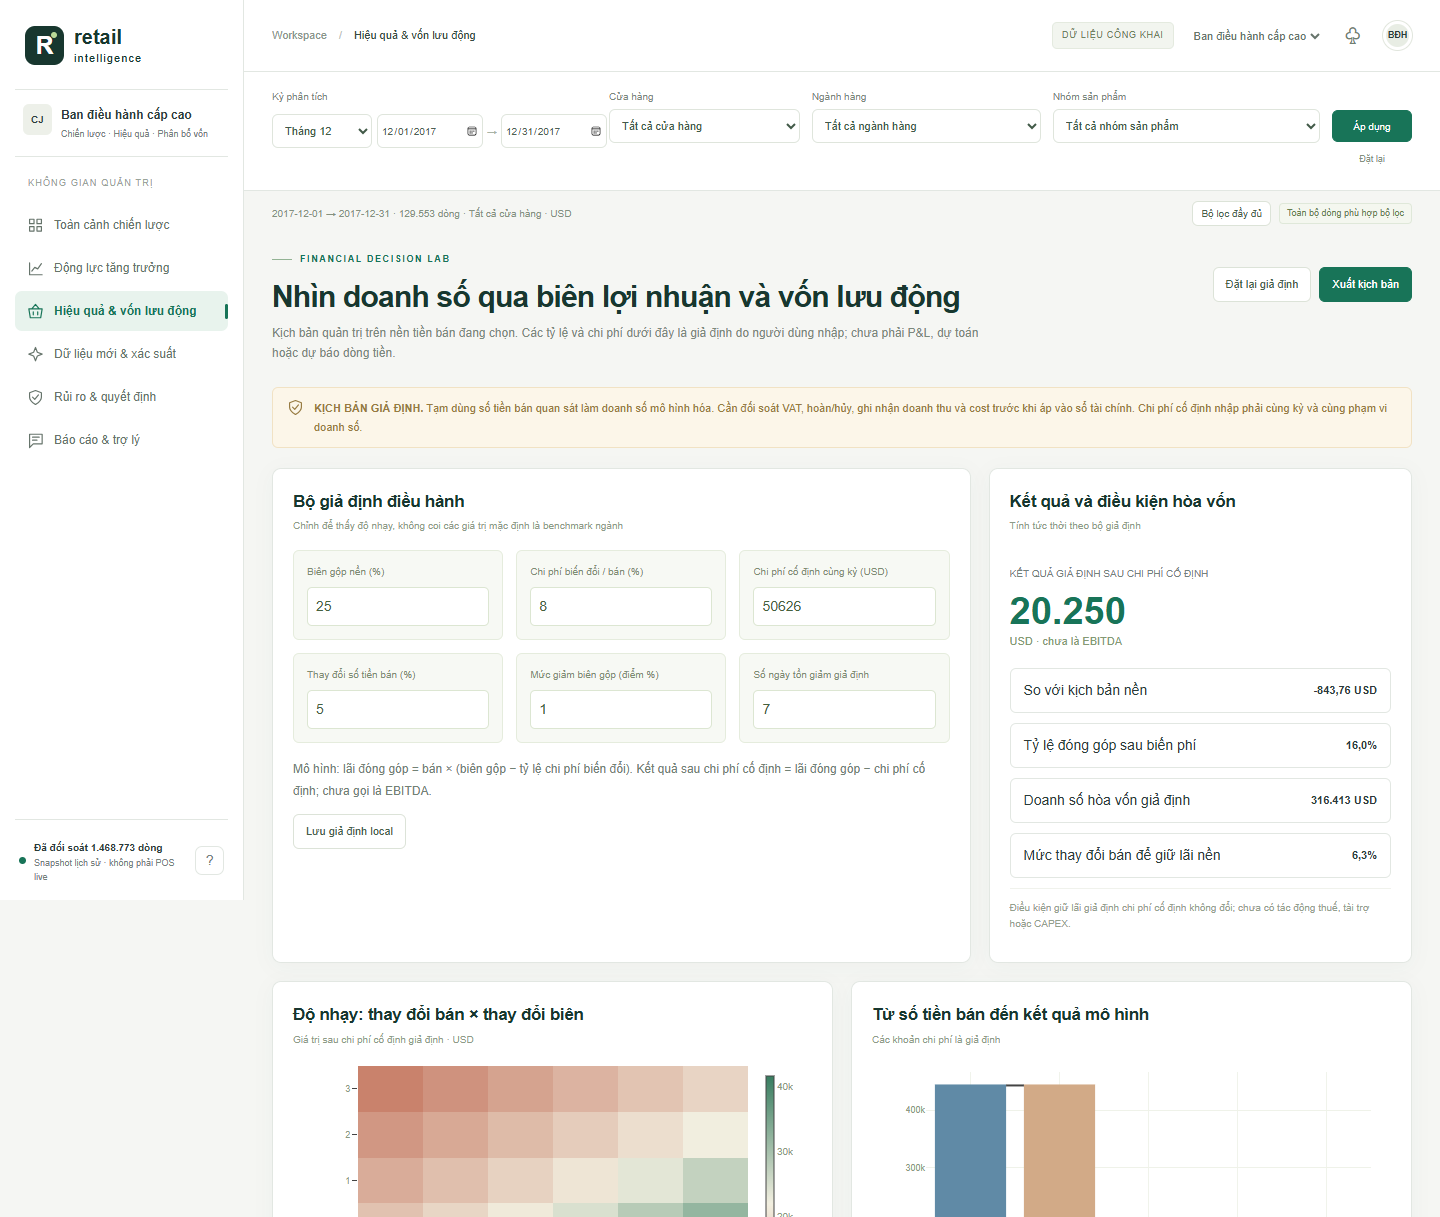 retail
intelligence
CJ
Ban điều hành cấp cao
Chiến lược · Hiệu quả · Phân bổ vốn
KHÔNG GIAN QUẢN TRỊ
Toàn cảnh chiến lược
Động lực tăng trưởng
Hiệu quả & vốn lưu động
Dữ liệu mới & xác suất
Rủi ro & quyết định
Báo cáo & trợ lý
Đã đối soát 1.468.773 dòng
Snapshot lịch sử · không phải POS
live
?
Workspace / Hiệu quả & vốn lưu động
DỮ LIỆU CÔNG KHAI
Ban điều hành cấp cao
BĐH
Kỳ phân tích
Cửa hàng
Ngành hàng
Nhóm sản phẩm
Tháng 12
12/01/2017 → 12/31/2017
Tất cả cửa hàng
Tất cả ngành hàng
Tất cả nhóm sản phẩm
Áp dụng
Đặt lại
2017-12-01 → 2017-12-31 · 129.553 dòng · Tất cả cửa hàng · USD
Bộ lọc đầy đủ
Toàn bộ dòng phù hợp bộ lọc
FINANCIAL DECISION LAB
Nhìn doanh số qua biên lợi nhuận và vốn lưu động
Kịch bản quản trị trên nền tiền bán đang chọn. Các tỷ lệ và chi phí dưới đây là giả định do người dùng nhập; chưa phải P&L, dự toán
hoặc dự báo dòng tiền.
Đặt lại giả định
Xuất kịch bản
KỊCH BẢN GIẢ ĐỊNH. Tạm dùng số tiền bán quan sát làm doanh số mô hình hóa. Cần đối soát VAT, hoàn/hủy, ghi nhận doanh thu và cost trước khi áp vào số tài chính. Chi phí cố định nhập phải cùng kỳ và cùng phạm vi
doanh số.
Bộ giả định điều hành
Chỉnh để thấy độ nhạy, không coi các giá trị mặc định là benchmark ngành
Biên gộp nền (%)
25
Chi phí biến đổi / bán (%)
8
Chi phí cố định cùng kỳ (USD)
50626
Thay đổi số tiền bán (%)
5
Mức giảm biên gộp (điểm %)
1
Số ngày tồn giảm giả định
7
Mô hình: lãi đóng góp = bán × (biên gộp − tỷ lệ chi phí biến đổi). Kết quả sau chi phí cố định = lãi đóng góp − chi phí cố
định; chưa gọi là EBITDA.
Lưu giả định local
Kết quả và điều kiện hòa vốn
Tính tức thời theo bộ giả định
KẾT QUẢ GIẢ ĐỊNH SAU CHI PHÍ CỐ ĐỊNH
20.250
USD · chưa là EBITDA
So với kịch bản nền
-843,76 USD
Tỷ lệ đóng góp sau biến phí
16,0%
Doanh số hòa vốn giả định
316.413 USD
Mức thay đổi bán để giữ lãi nền
6,3%
Điều kiện giữ lãi giả định chi phí cố định không đổi; chưa có tác động thuế, tài trợ
hoặc CAPEX.
Độ nhạy: thay đổi bán × thay đổi biên
Giá trị sau chi phí cố định giả định · USD
3
2
1
40k
30k
20k
Từ số tiền bán đến kết quả mô hình
Các khoản chi phí là giả định
400k
300k